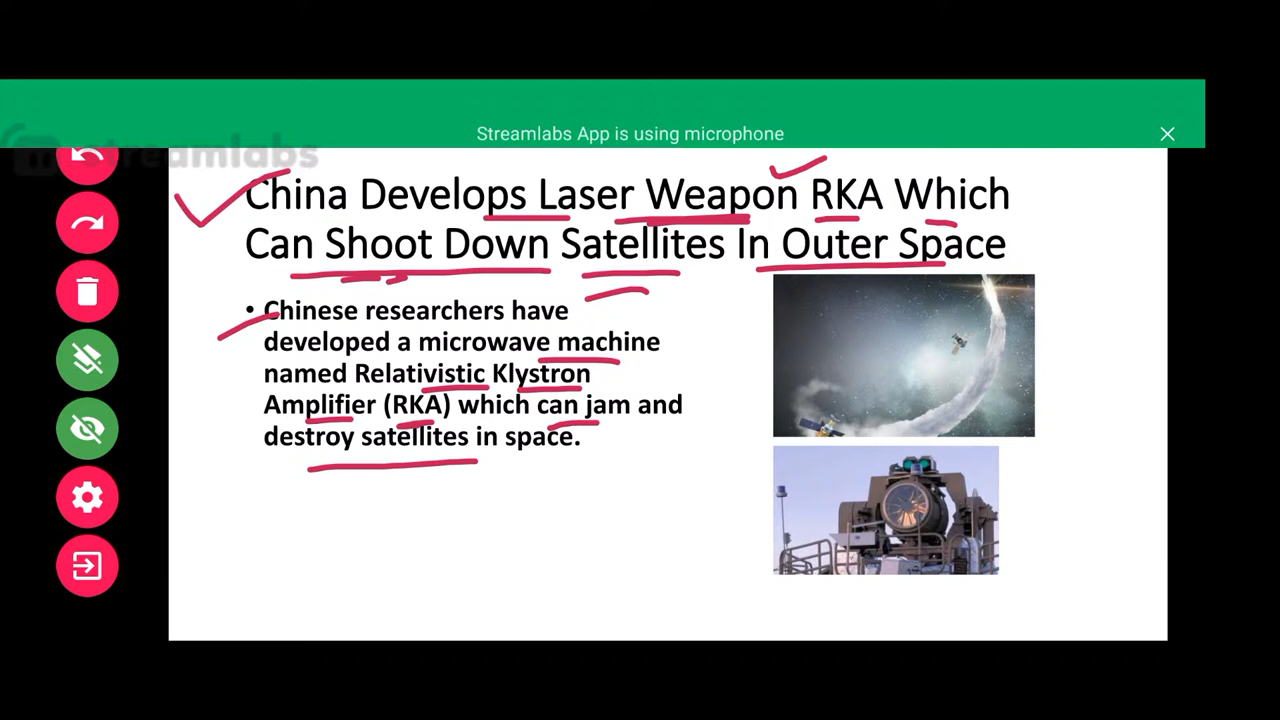 Streamlabs App is using microphone
streamlabs
China Develops Laser Weapon RKA Which
Can Shoot Down Satellites In Outer Space
• Chinese researchers have
developed a microwave machine
named Relativistic Klystron
Amplifier (RKA) which can jam and
destroy satellites in space.